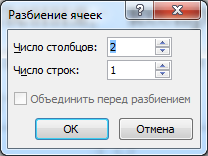 Разбиение ячеек
?
Число столбцов: 2
Число строк: 1
Объединить перед разбиением
ОК
Отмена